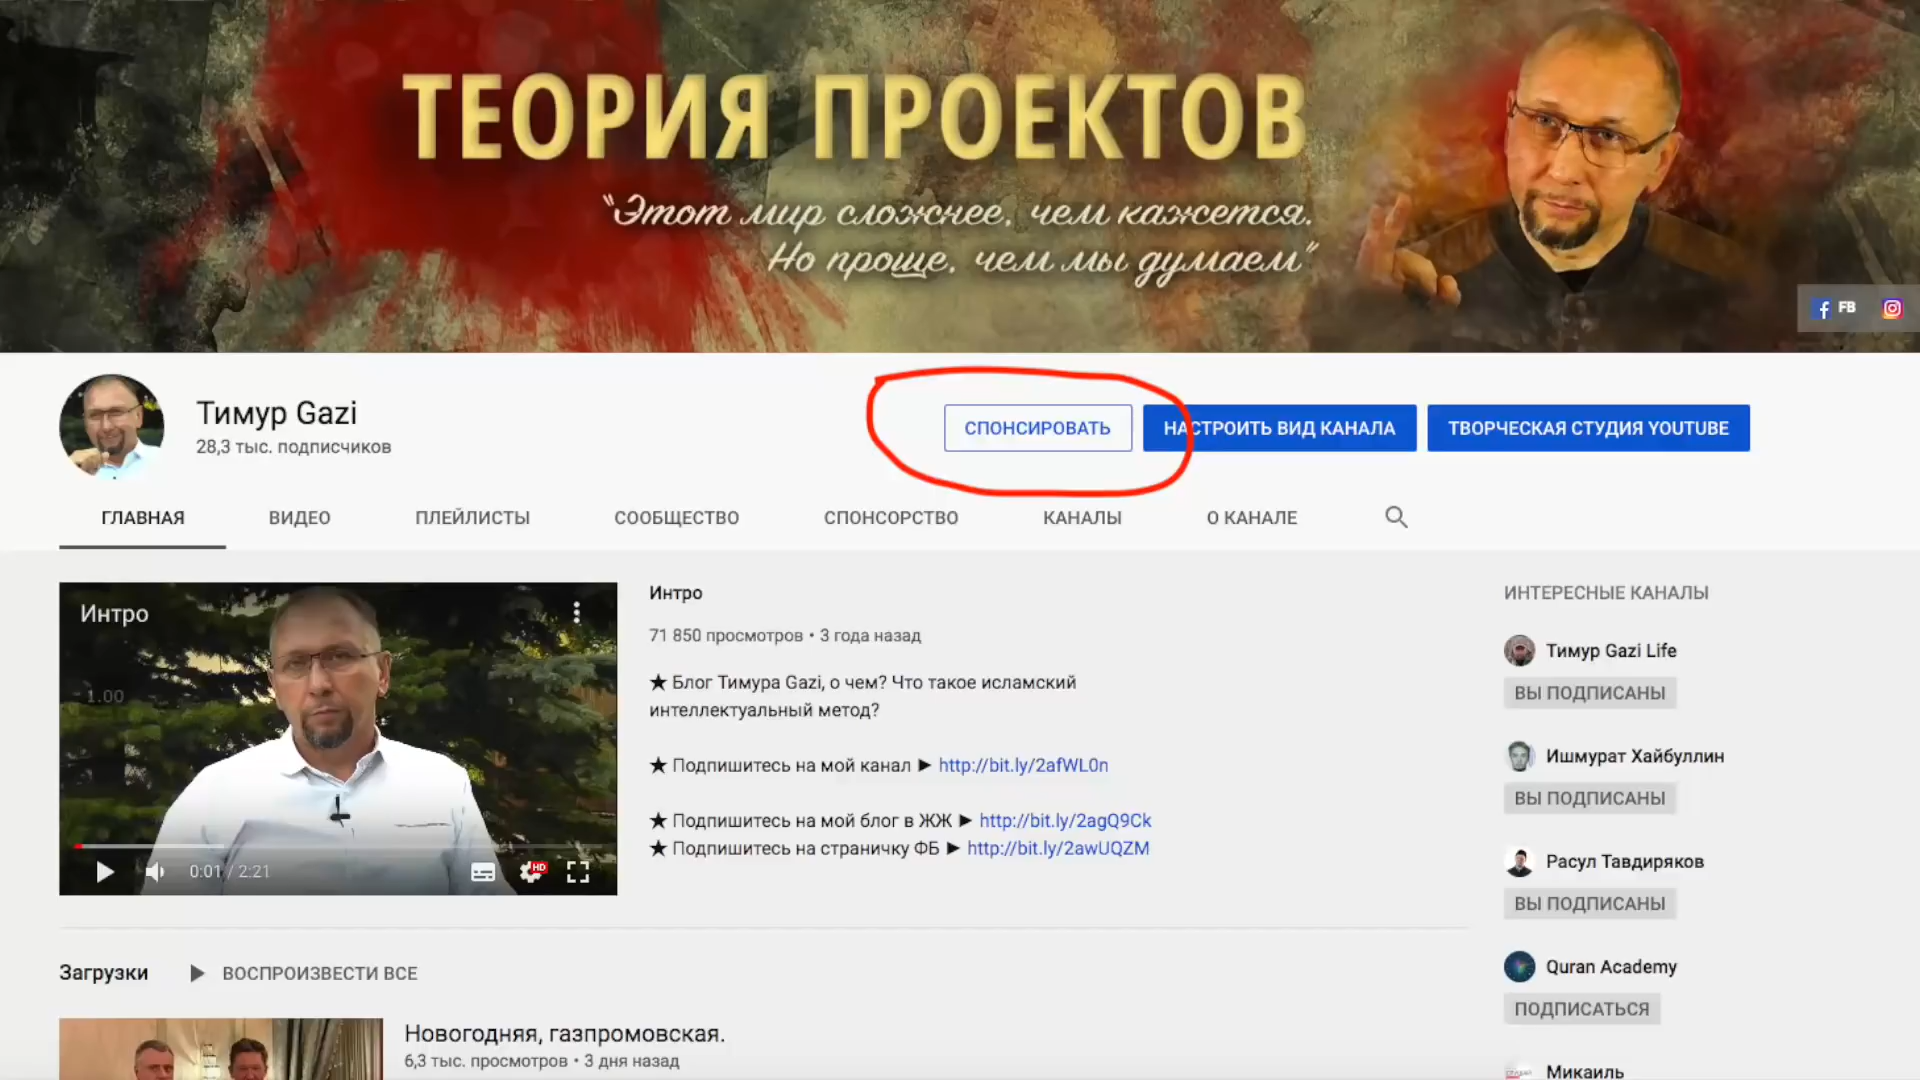 ТЕОРИЯ ПРОЕКТОВ
“Этот мир сложнее, чем кажется.
Но проще, чем мы думаем”
FB
Тимур Gazi
28,3 тыс. подписчиков
СПОНСИРОВАТЬ
НАСТРОИТЬ ВИД КАНАЛА
ТВОРЧЕСКАЯ СТУДИЯ YOUTUBE
ГЛАВНАЯ
ВИДЕО
ПЛЕЙЛИСТЫ
СООБЩЕСТВО
СПОНСОРСТВО
КАНАЛЫ
О КАНАЛЕ
Интро
1.00
0:01 / 2:21
HD
Интро
71 850 просмотров • 3 года назад
★ Блог Тимура Gazi, о чем? Что такое исламский
интеллектуальный метод?
★ Подпишитесь на мой канал ► http://bit.ly/2afWL0n
★ Подпишитесь на мой блог в ЖЖ ► http://bit.ly/2agQ9Ck
★ Подпишитесь на страничку ФБ ► http://bit.ly/2awUQZM
ИНТЕРЕСНЫЕ КАНАЛЫ
Тимур Gazi Life
ВЫ ПОДПИСАНЫ
Ишмурат Хайбуллин
ВЫ ПОДПИСАНЫ
Расул Тавдиряков
ВЫ ПОДПИСАНЫ
Quran Academy
ПОДПИСАТЬСЯ
Микаиль
Загрузки
ВОСПРОИЗВЕСТИ ВСЕ
Новогодняя, газпромовская.
6,3 тыс. просмотров • 3 дня назад